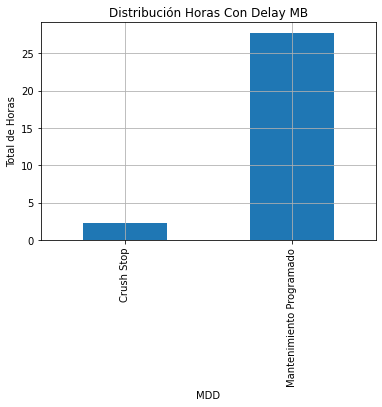 Distribución Horas Con Delay MB
Total de Horas
25
20
15
10
5
0
Crush Stop
Mantenimiento Programado
MDD